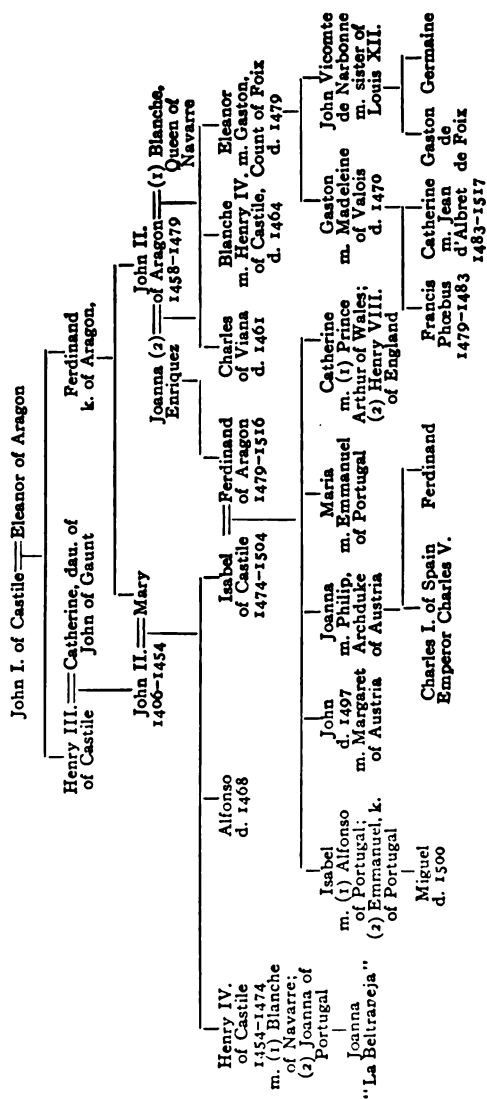 John I. of Castile＝Eleanor of Aragon
Henry III.＝Catherine, dau. of
of Castile
John of Gaunt
Ferdinand
k. of Aragon,
John II.＝Mary
1406-1454
John II.
Joanna (2)＝of Aragon＝(1) Blanche,
Enriquez
1458-1479
Queen of
Navarre
Henry IV.
of Castile
1454-1474
m. (1) Blanche
of Navarre;
(2) Joanna of
Portugal
Alfonso
d. 1468
Isabel
of Castile
1474-1504
＝Ferdinand
of Aragon
1479-1516
Charles
of Viana
d. 1461
Blanche
m. Henry IV.
of Castile,
d. 1464
Eleanor
m. Gaston,
Count of Foix
d. 1479
Joanna
"La Beltraneja"
Isabel
m. (1) Alfonso
of Portugal;
(2) Emmanuel, k.
of Portugal
John
d. 1497
m. Margaret
of Austria
Joanna
m. Philip,
Archduke
of Austria
Maria
m. Emmanuel
of Portugal
Catherine
m. (1) Prince
Arthur of Wales;
(2) Henry VIII.
of England
Gaston
m. Madeleine
of Valois
d. 1470
John Vicomte
de Narbonne
m. sister of
Louis XII.
Miguel
d. 1500
Charles I. of Spain
Emperor Charles V.
Ferdinand
Francis
Phœbus
1479-1483
Catherine
m. Jean
d'Albret
1483-1517
Gaston
de
Foix
Germaine
de Foix